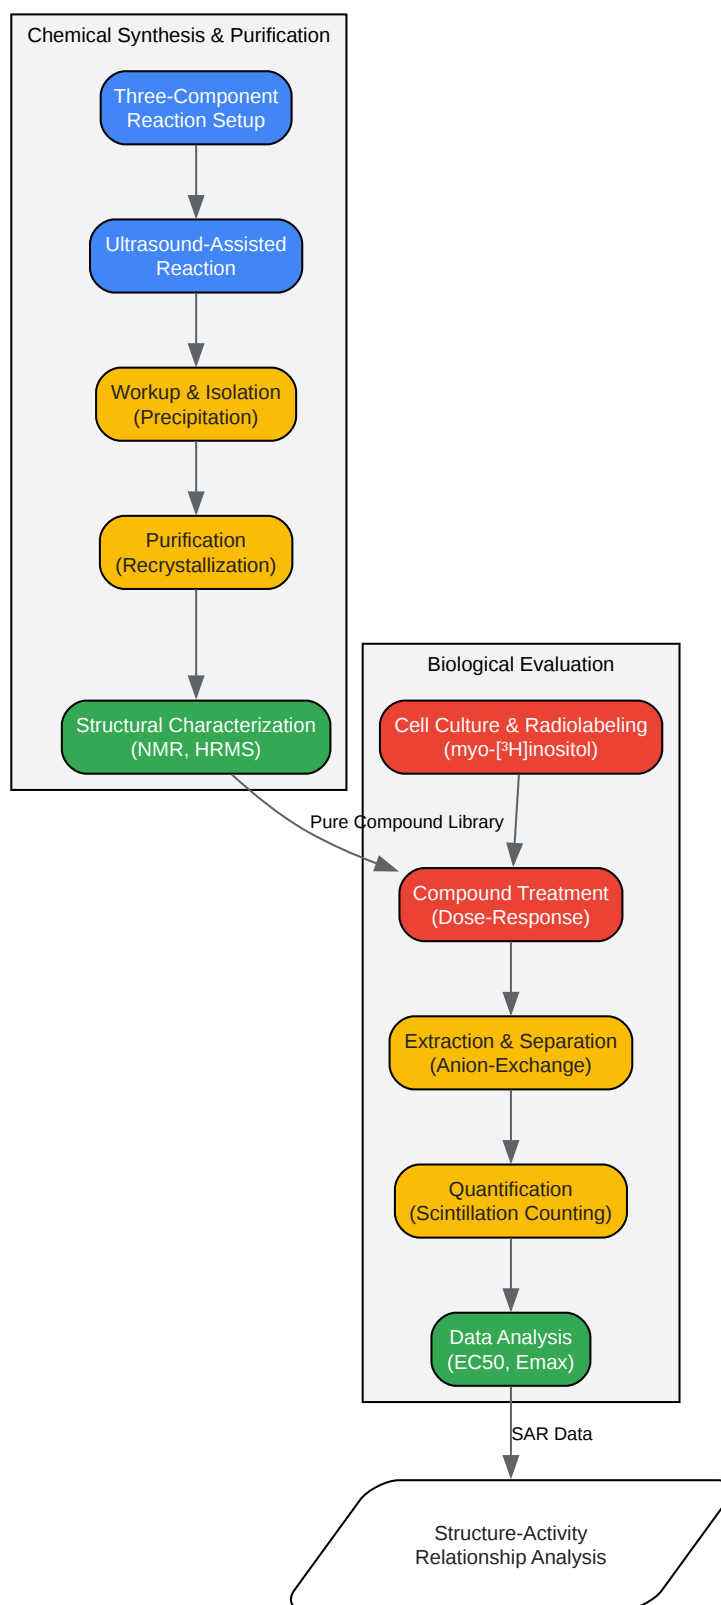 Chemical Synthesis & Purification
Three-Component
Reaction Setup
Ultrasound-Assisted
Reaction
Workup & Isolation
(Precipitation)
Purification
(Recrystallization)
Structural Characterization
(NMR, HRMS)
Biological Evaluation
Cell Culture & Radiolabeling
(myo-[³H]inositol)
Pure Compound Library
Compound Treatment
(Dose-Response)
Extraction & Separation
(Anion-Exchange)
Quantification
(Scintillation Counting)
Data Analysis
(EC50, Emax)
SAR Data
Structure-Activity
Relationship Analysis